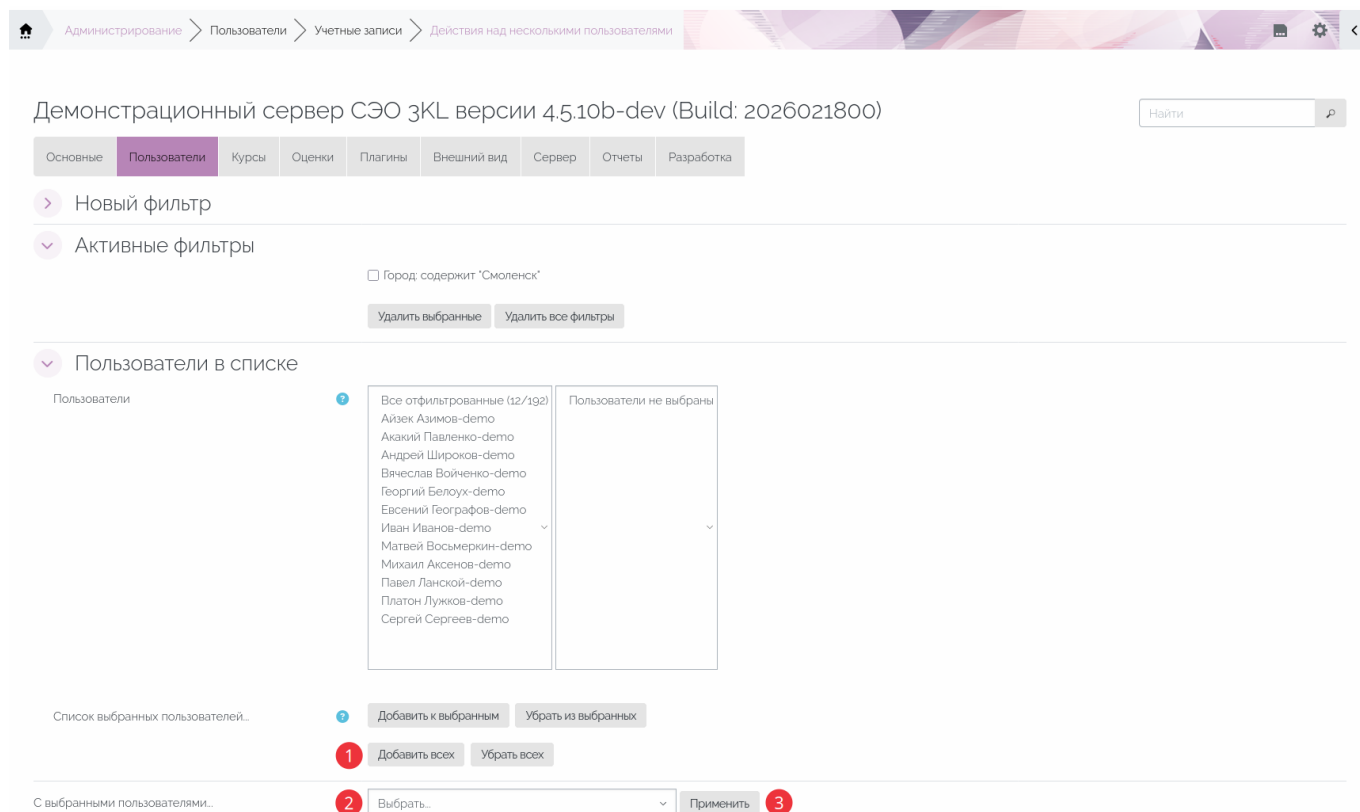 Администрирование Пользователи Учетные записи Действия над несколькими пользователями
Демонстрационный сервер СЭО 3KL версии 4.5.10b-dev (Build: 2026021800)
Найти
Основные Пользователи Курсы Оценки Плагины Внешний вид Сервер Отчеты Разработка
Новый фильтр
Активные фильтры
Город: содержит "Смоленск"
Удалить выбранные Удалить все фильтры
Пользователи в списке
Пользователи ?
Все отфильтрованные (12/192)
Айзек Азимов-demo
Акакий Павленко-demo
Андрей Широков-demo
Вячеслав Войченко-demo
Георгий Белоух-demo
Евсений Географов-demo
Иван Иванов-demo
Матвей Восьмеркин-demo
Михаил Аксенов-demo
Павел Ланской-demo
Платон Лужков-demo
Сергей Сергеев-demo
Пользователи не выбраны
Список выбранных пользователей... ? Добавить к выбранным Убрать из выбранных
1 Добавить всех Убрать всех
С выбранными пользователями... 2 Выбрать... Применить 3